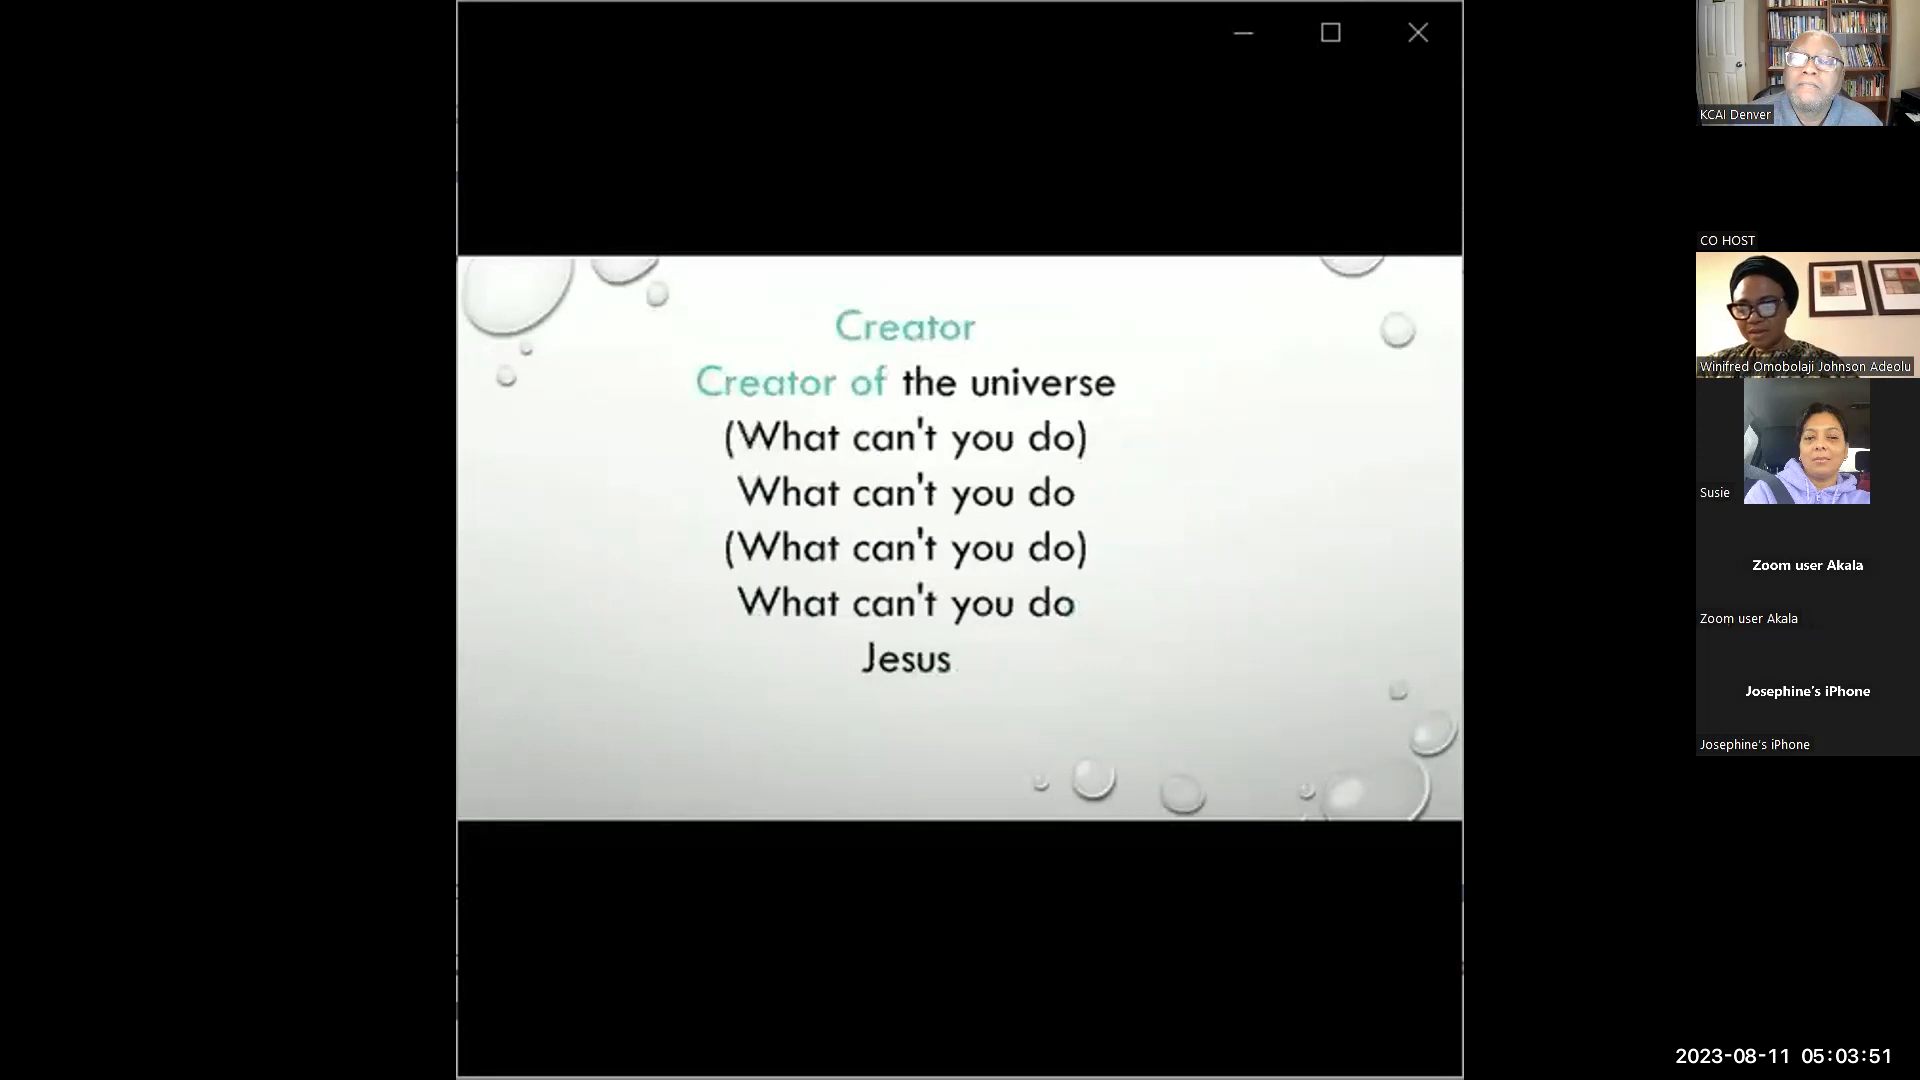 Creator
Creator of the universe
(What can't you do)
What can't you do
(What can't you do)
What can't you do
Jesus
KCAI Denver
CO HOST
Winifred Omobolaji Johnson Adeolu
Susie
Zoom user Akala
Zoom user Akala
Josephine's iPhone
Josephine's iPhone
2023-08-11 05:03:51